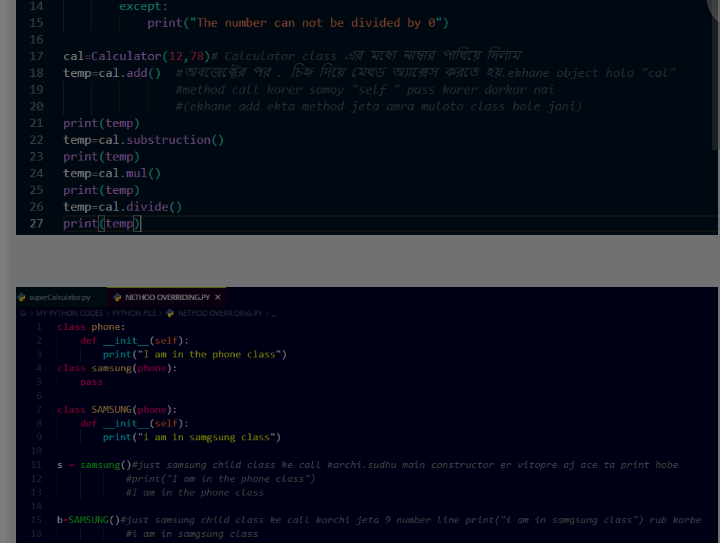 14 except:
15 print("The number can not be divided by 0")
16
17 cal=Calculator(12,78)# Calculator class এর মধ্যে নাম্বার পাথিয়ে দিলাম
18 temp=cal.add() #অবজেক্টের পর . চিহ্ন দিয়ে মেথড অ্যাক্সেস করতে হয়.ekhane object holo "cal"
19 #method call korer somoy "self " pass korer dorkar nai
20 #(ekhane add ekta method jeta amra muloto class bole jani)
21 print(temp)
22 temp=cal.substruction()
23 print(temp)
24 temp=cal.mul()
25 print(temp)
26 temp=cal.divide()
27 print(temp)
superCalculator.py NETHOD OVERRIDING.PY ×
G: > MY PYTHON CODES > PYTHON FILE > NETHOD OVERRIDING.PY > ...
1 class phone:
2 def __init__(self):
3 print("I am in the phone class")
4 class samsung(phone):
5 pass
6
7 class SAMSUNG(phone):
8 def __init__(self):
9 print("i am in samgsung class")
10
11 s = samsung()#just samsung child class ke call korchi.sudhu main constructor er vitopre aj ace ta print hobe
12 #print("I am in the phone class")
13 #I am in the phone class
14
15 b=SAMSUNG()#just samsung child class ke call korchi jeta 9 number line print("i am in samgsung class") rub korbe
16 #i am in samgsung class